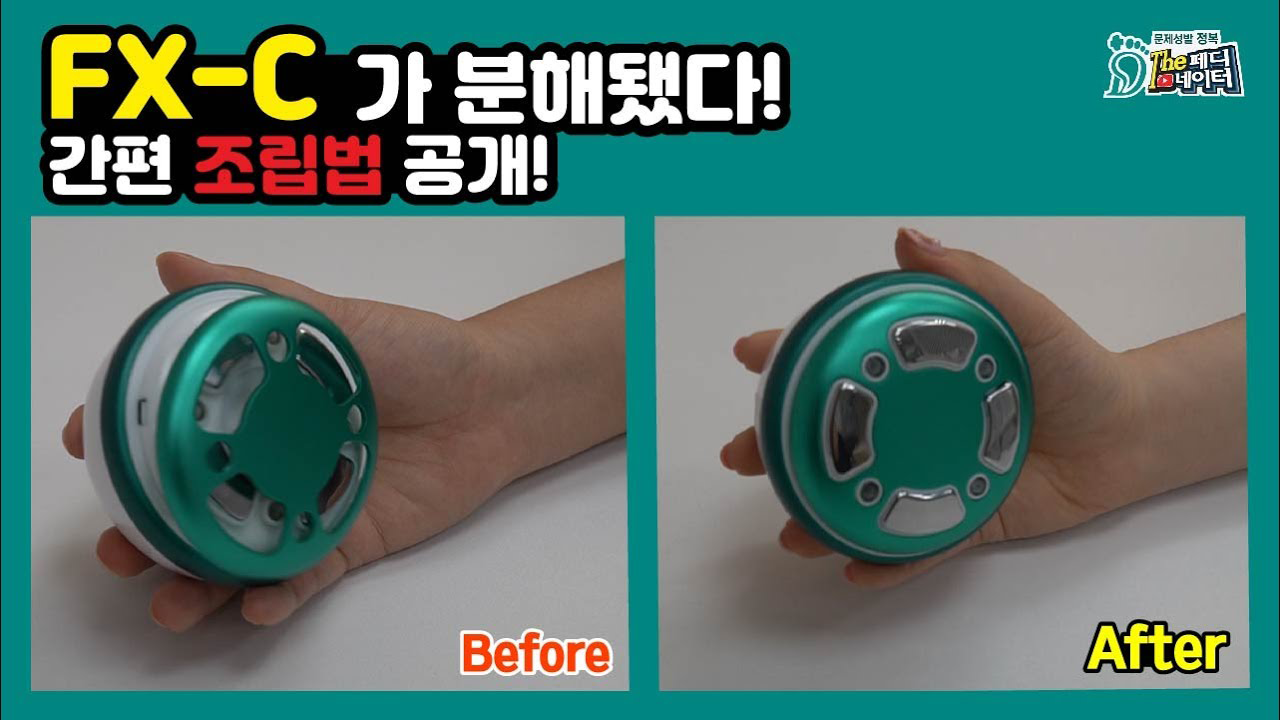 FX-C 가 분해됐다!
간편 조립법 공개!
문제성발 정복
The 페디
네이터
Before
After